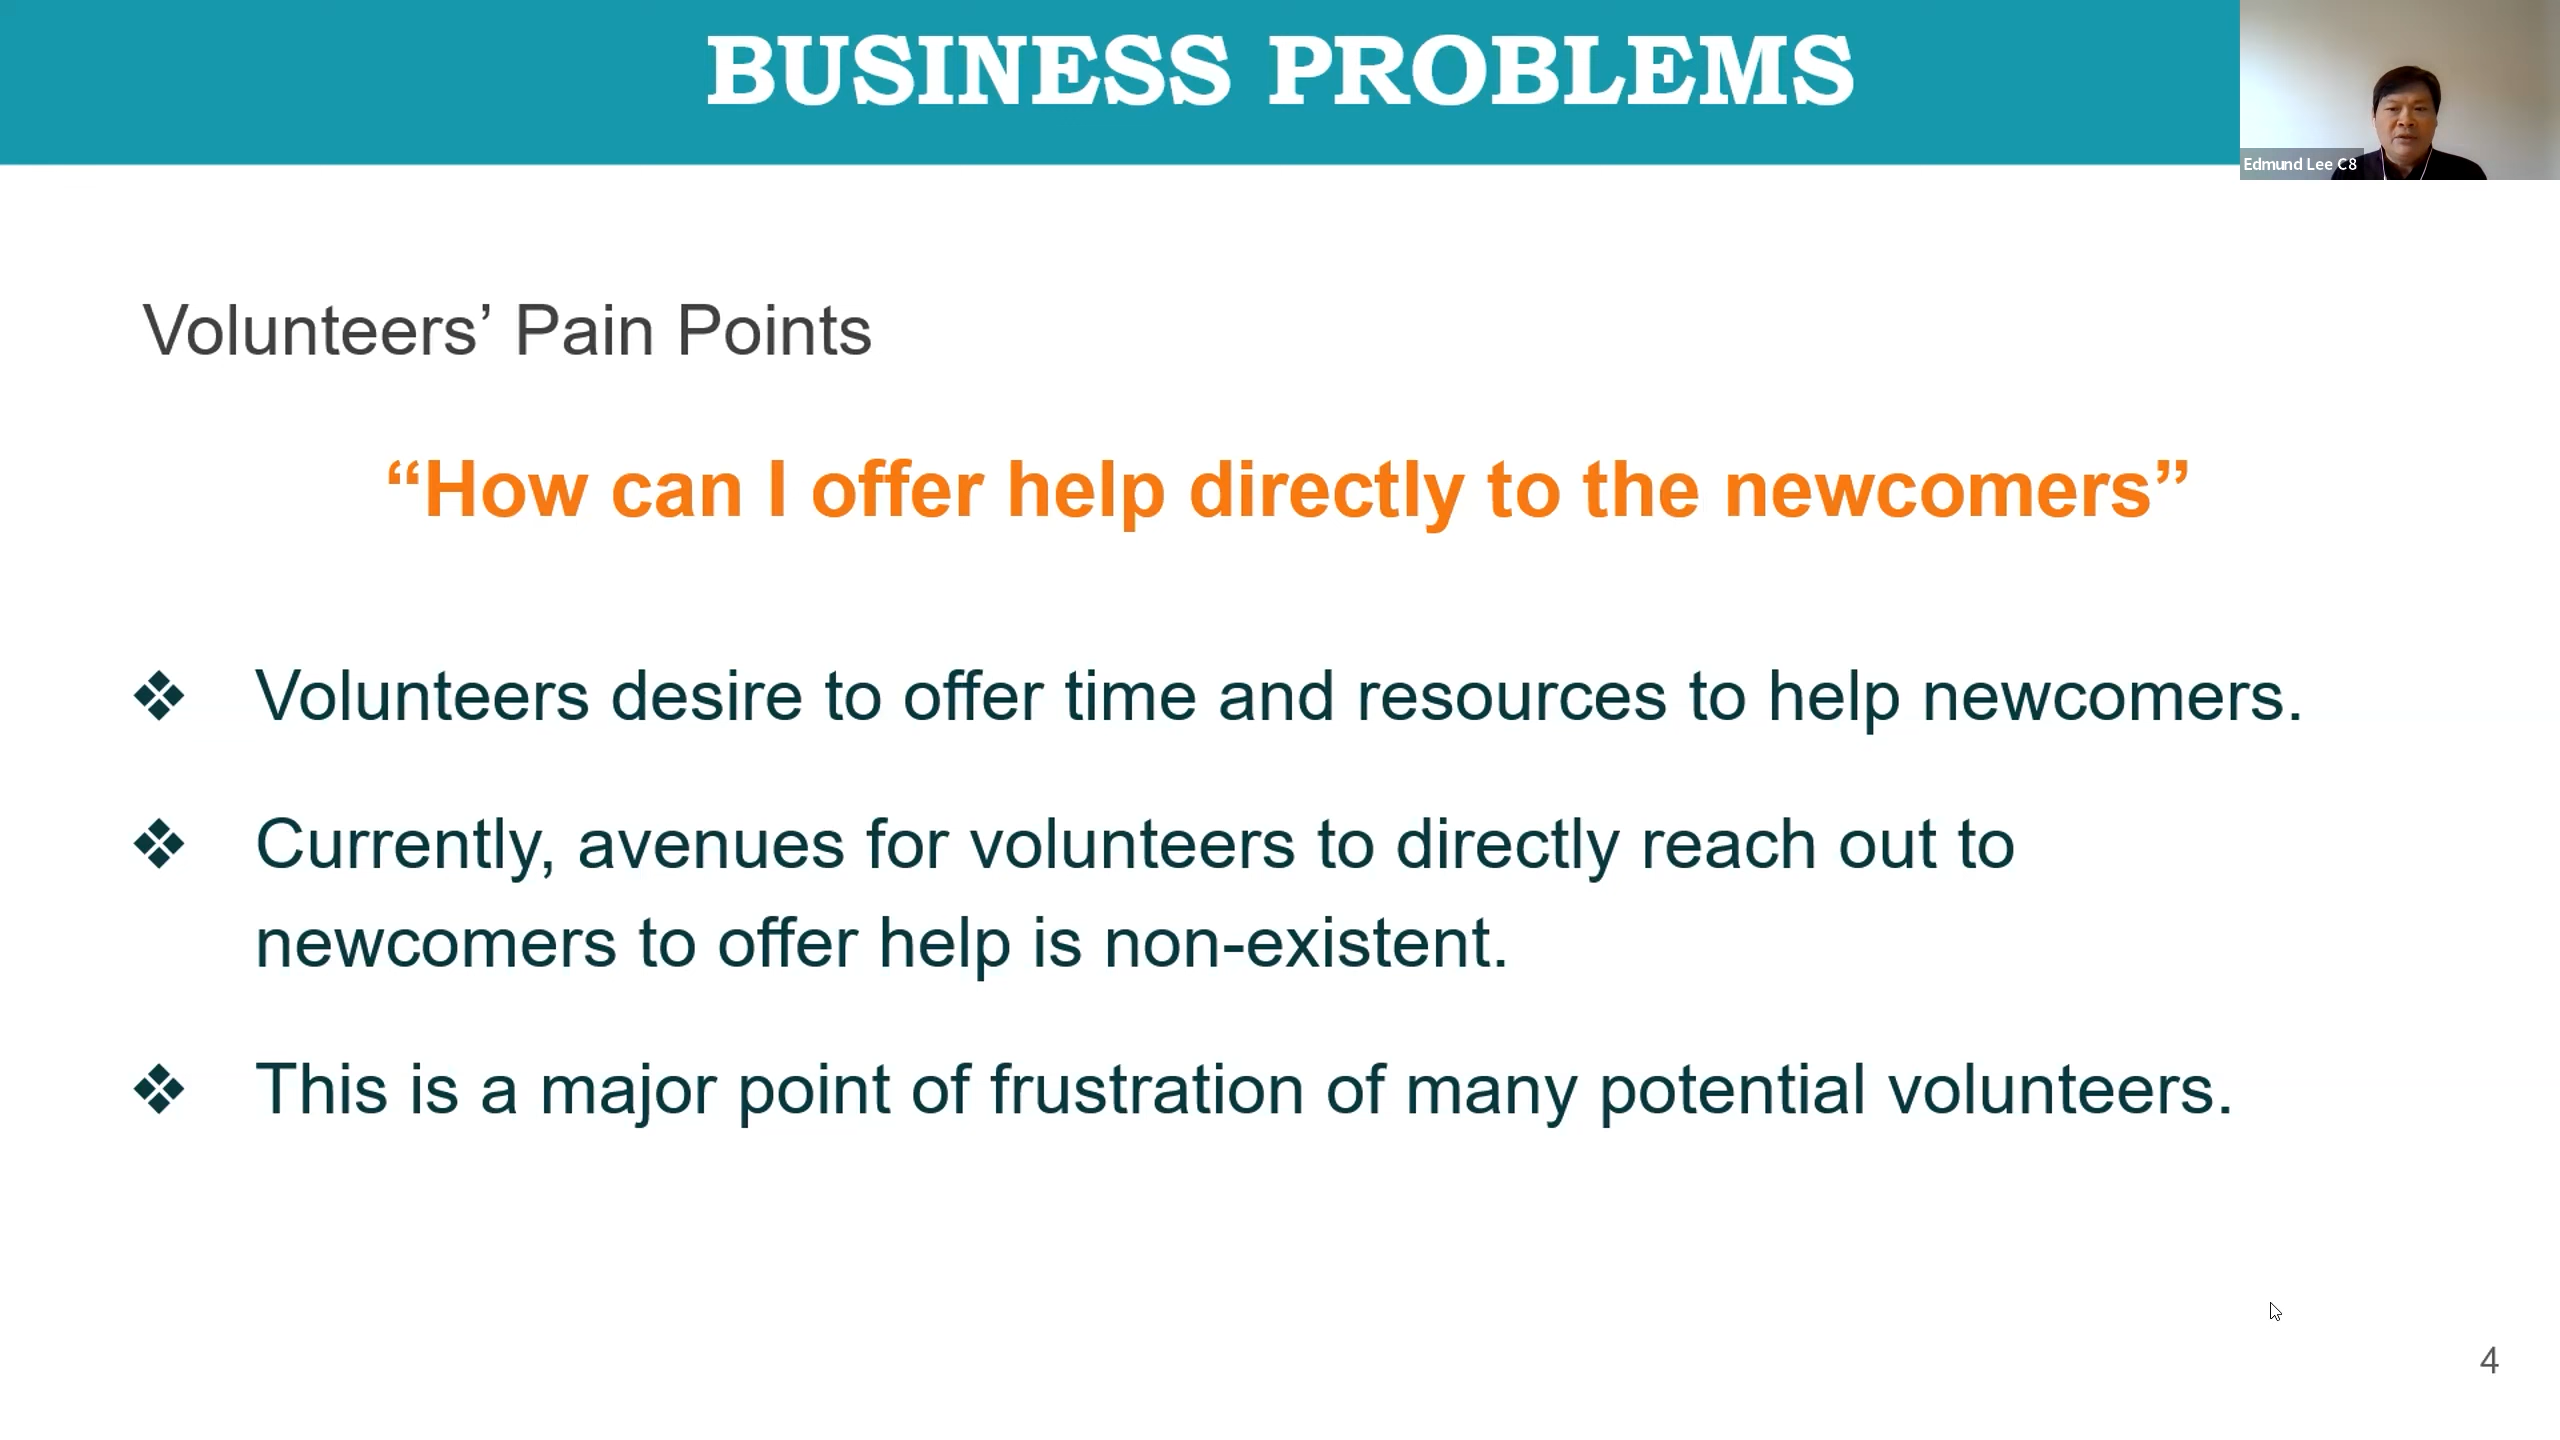 BUSINESS PROBLEMS
Edmund Lee C8
Volunteers’ Pain Points
“How can I offer help directly to the newcomers”
❖ Volunteers desire to offer time and resources to help newcomers.
❖ Currently, avenues for volunteers to directly reach out to
newcomers to offer help is non-existent.
❖ This is a major point of frustration of many potential volunteers.
4